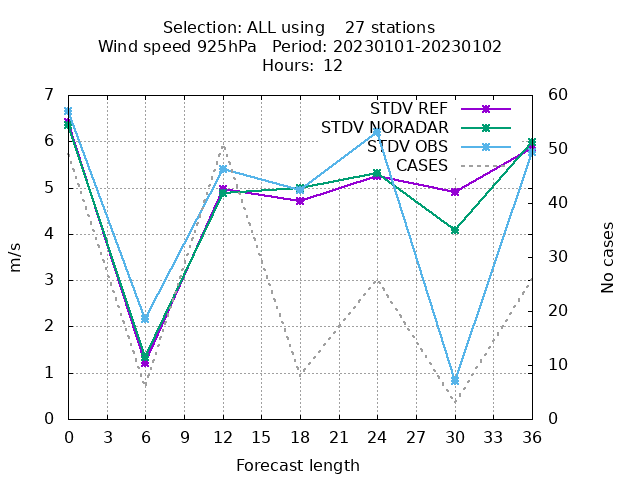 Selection: ALL using 27 stations
Wind speed 925hPa Period: 20230101-20230102
Hours: 12
STDV REF
STDV NORADAR
STDV OBS
CASES
7
6
5
4
3
2
1
0
m/s
60
50
40
30
20
10
0
No cases
0 3 6 9 12 15 18 21 24 27 30 33 36
Forecast length